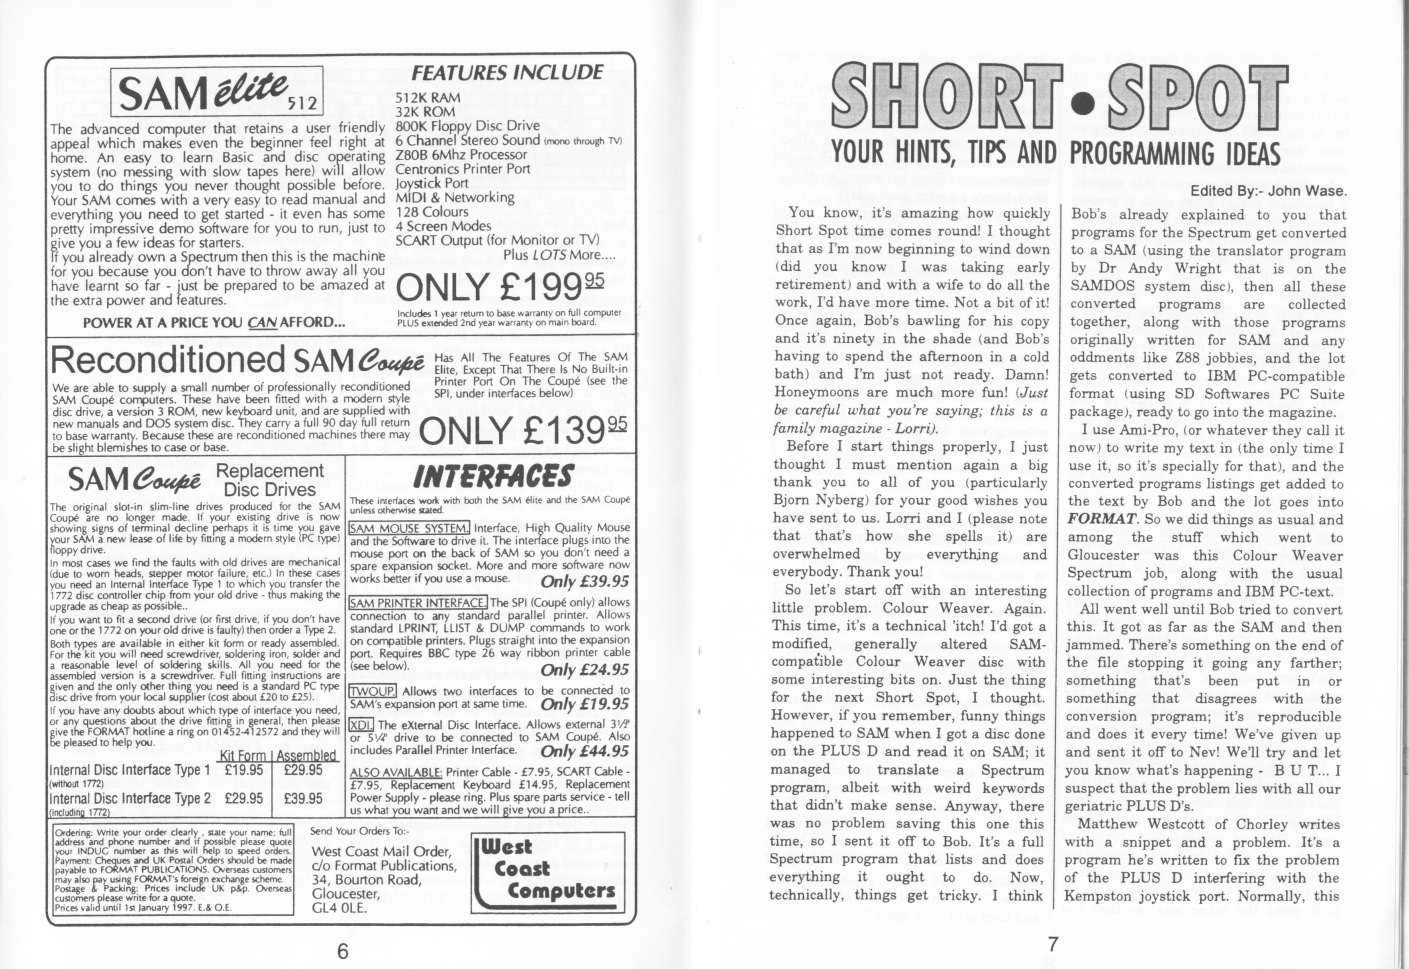 SAM élite 512
The advanced computer that retains a user friendly
appeal which makes even the beginner feel right at
home. An easy to learn Basic and disc operating
system (no messing with slow tapes here) will allow
you to do things you never thought possible before.
Your SAM comes with a very easy to read manual and
everything you need to get started - it even has some
pretty impressive demo software for you to run, just to
give you a few ideas for starters.
If you already own a Spectrum then this is the machine
for you because you don't have to throw away all you
have learnt so far - just be prepared to be amazed at
the extra power and features.
POWER AT A PRICE YOU CAN AFFORD...
FEATURES INCLUDE
512K RAM
32K ROM
800K Floppy Disc Drive
6 Channel Stereo Sound (mono through TV)
Z80B 6Mhz Processor
Centronics Printer Port
Joystick Port
MIDI & Networking
128 Colours
4 Screen Modes
SCART Output (for Monitor or TV)
Plus LOTS More....
ONLY £199.95
Includes 1 year return to base warranty on full computer
PLUS extended 2nd year warranty on main board.
Reconditioned SAM Coupé
We are able to supply a small number of professionally reconditioned
SAM Coupé computers. These have been fitted with a modern style
disc drive, a version 3 ROM, new keyboard unit, and are supplied with
new manuals and DOS system disc. They carry a full 90 day full return
to base warranty. Because these are reconditioned machines there may
be slight blemishes to case or base.
Has All The Features Of The SAM
Elite, Except That There Is No Built-in
Printer Port On The Coupé (see the
SPI, under interfaces below)
ONLY £139.95
SAM Coupé Replacement
Disc Drives
The original slot-in slim-line drives produced for the SAM
Coupé are no longer made. If your existing drive is now
showing signs of terminal decline perhaps it is time you gave
your SAM a new lease of life by fitting a modern style (PC type)
floppy drive.
In most cases we find the faults with old drives are mechanical
(due to worn heads, stepper motor failure, etc.) In these cases
you need an Internal Interface Type 1 to which you transfer the
1772 disc controller chip from your old drive - thus making the
upgrade as cheap as possible..
If you want to fit a second drive (or first drive, if you don't have
one or the 1772 on your old drive is faulty) then order a Type 2.
Both types are available in either kit form or ready assembled.
For the kit you will need screwdriver, soldering iron, solder and
a reasonable level of soldering skills. All you need for the
assembled version is a screwdriver. Full fitting instructions are
given and the only other thing you need is a standard PC type
disc drive from your local supplier (cost about £20 to £25).
If you have any doubts about which type of interface you need,
or any questions about the drive fitting in general, then please
give the FORMAT hotline a ring on 01452-412572 and they will
be pleased to help you.
Kit Form Assembled
Internal Disc Interface Type 1 £19.95 £29.95
(without 1772)
Internal Disc Interface Type 2 £29.95 £39.95
(including 1772)
INTERFACES
These interfaces work with both the SAM élite and the SAM Coupé
unless otherwise stated.
SAM MOUSE SYSTEM. Interface, High Quality Mouse
and the Software to drive it. The interface plugs into the
mouse port on the back of SAM so you don't need a
spare expansion socket. More and more software now
works better if you use a mouse. Only £39.95
SAM PRINTER INTERFACE. The SPI (Coupé only) allows
connection to any standard parallel printer. Allows
standard LPRINT, LLIST & DUMP commands to work
on compatible printers. Plugs straight into the expansion
port. Requires BBC type 26 way ribbon printer cable
(see below). Only £24.95
TWOUP. Allows two interfaces to be connected to
SAM's expansion port at same time. Only £19.95
XDI. The eXternal Disc Interface. Allows external 3½"
or 5¼" drive to be connected to SAM Coupé. Also
includes Parallel Printer Interface. Only £44.95
ALSO AVAILABLE: Printer Cable - £7.95, SCART Cable -
£7.95, Replacement Keyboard £14.95, Replacement
Power Supply - please ring. Plus spare parts service - tell
us what you want and we will give you a price..
Ordering: Write your order clearly , state your name; full
address and phone number and if possible please quote
your INDUG number as this will help to speed orders.
Payment: Cheques and UK Postal Orders should be made
payable to FORMAT PUBLICATIONS. Overseas customers
may also pay using FORMAT's foreign exchange scheme.
Postage & Packing: Prices include UK p&p. Overseas
customers please write for a quote.
Prices valid until 1st January 1997. E.& O.E.
Send Your Orders To:-
West Coast Mail Order,
c/o Format Publications,
34, Bourton Road,
Gloucester,
GL4 0LE.
West
Coast
Computers
6
SHORT • SPOT
YOUR HINTS, TIPS AND PROGRAMMING IDEAS
Edited By:- John Wase.
You know, it's amazing how quickly
Short Spot time comes round! I thought
that as I'm now beginning to wind down
(did you know I was taking early
retirement) and with a wife to do all the
work, I'd have more time. Not a bit of it!
Once again, Bob's bawling for his copy
and it's ninety in the shade (and Bob's
having to spend the afternoon in a cold
bath) and I'm just not ready. Damn!
Honeymoons are much more fun! (Just
be careful what you're saying; this is a
family magazine - Lorri).
Before I start things properly, I just
thought I must mention again a big
thank you to all of you (particularly
Bjorn Nyberg) for your good wishes you
have sent to us. Lorri and I (please note
that that's how she spells it) are
overwhelmed by everything and
everybody. Thank you!
So let's start off with an interesting
little problem. Colour Weaver. Again.
This time, it's a technical 'itch! I'd got a
modified, generally altered SAM-
compatible Colour Weaver disc with
some interesting bits on. Just the thing
for the next Short Spot, I thought.
However, if you remember, funny things
happened to SAM when I got a disc done
on the PLUS D and read it on SAM; it
managed to translate a Spectrum
program, albeit with weird keywords
that didn't make sense. Anyway, there
was no problem saving this one this
time, so I sent it off to Bob. It's a full
Spectrum program that lists and does
everything it ought to do. Now,
technically, things get tricky. I think
Bob's already explained to you that
programs for the Spectrum get converted
to a SAM (using the translator program
by Dr Andy Wright that is on the
SAMDOS system disc), then all these
converted programs are collected
together, along with those programs
originally written for SAM and any
oddments like Z88 jobbies, and the lot
gets converted to IBM PC-compatible
format (using SD Softwares PC Suite
package), ready to go into the magazine.
I use Ami-Pro, (or whatever they call it
now) to write my text in (the only time I
use it, so it's specially for that), and the
converted programs listings get added to
the text by Bob and the lot goes into
FORMAT. So we did things as usual and
among the stuff which went to
Gloucester was this Colour Weaver
Spectrum job, along with the usual
collection of programs and IBM PC-text.
All went well until Bob tried to convert
this. It got as far as the SAM and then
jammed. There's something on the end of
the file stopping it going any farther;
something that's been put in or
something that disagrees with the
conversion program; it's reproducible
and does it every time! We've given up
and sent it off to Nev! We'll try and let
you know what's happening - B U T... I
suspect that the problem lies with all our
geriatric PLUS D's.
Matthew Westcott of Chorley writes
with a snippet and a problem. It's a
program he's written to fix the problem
of the PLUS D interfering with the
Kempston joystick port. Normally, this
7